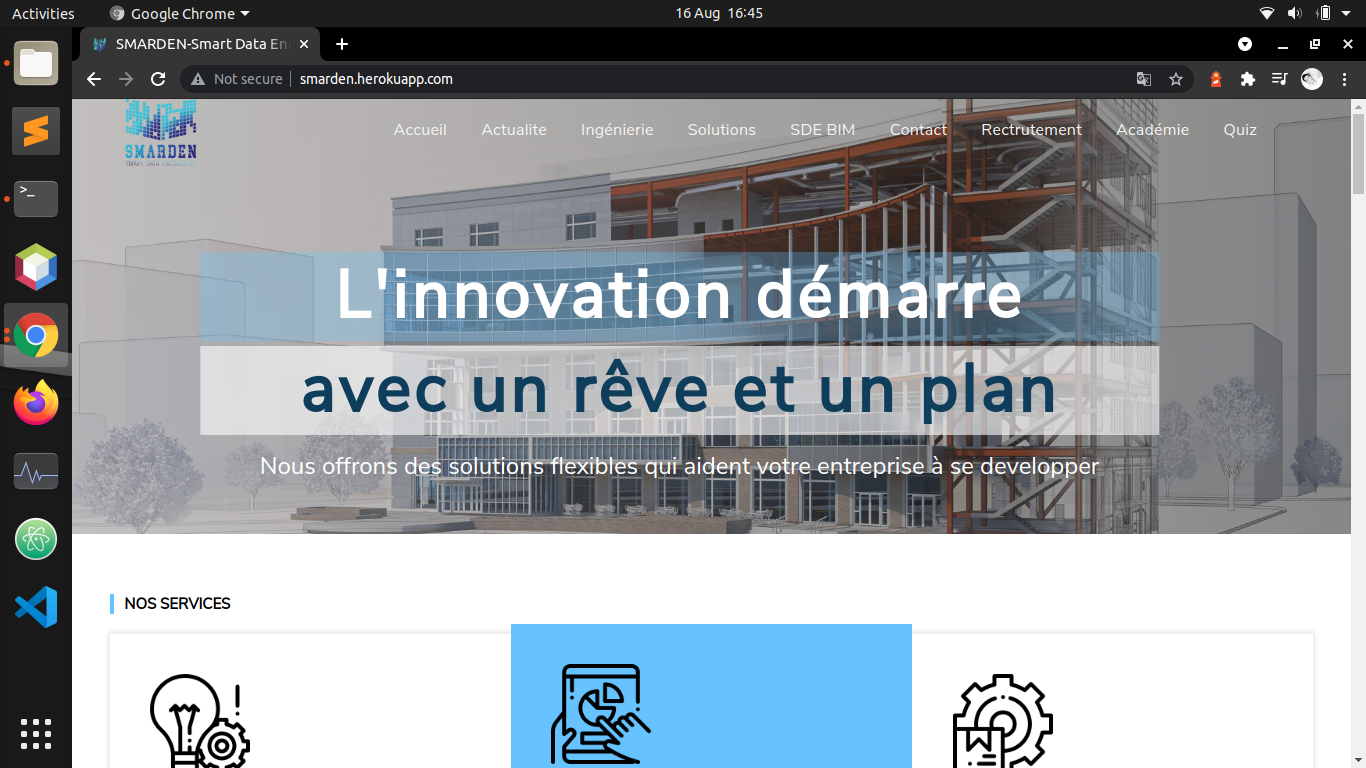 Activities
Google Chrome
16 Aug 16:45
SMARDEN-Smart Data En
Not secure
smarden.herokuapp.com
SMARDEN
Accueil
Actualite
Ingénierie
Solutions
SDE BIM
Contact
Rectrutement
Académie
Quiz
L'innovation démarre
avec un rêve et un plan
Nous offrons des solutions flexibles qui aident votre entreprise à se developper
NOS SERVICES